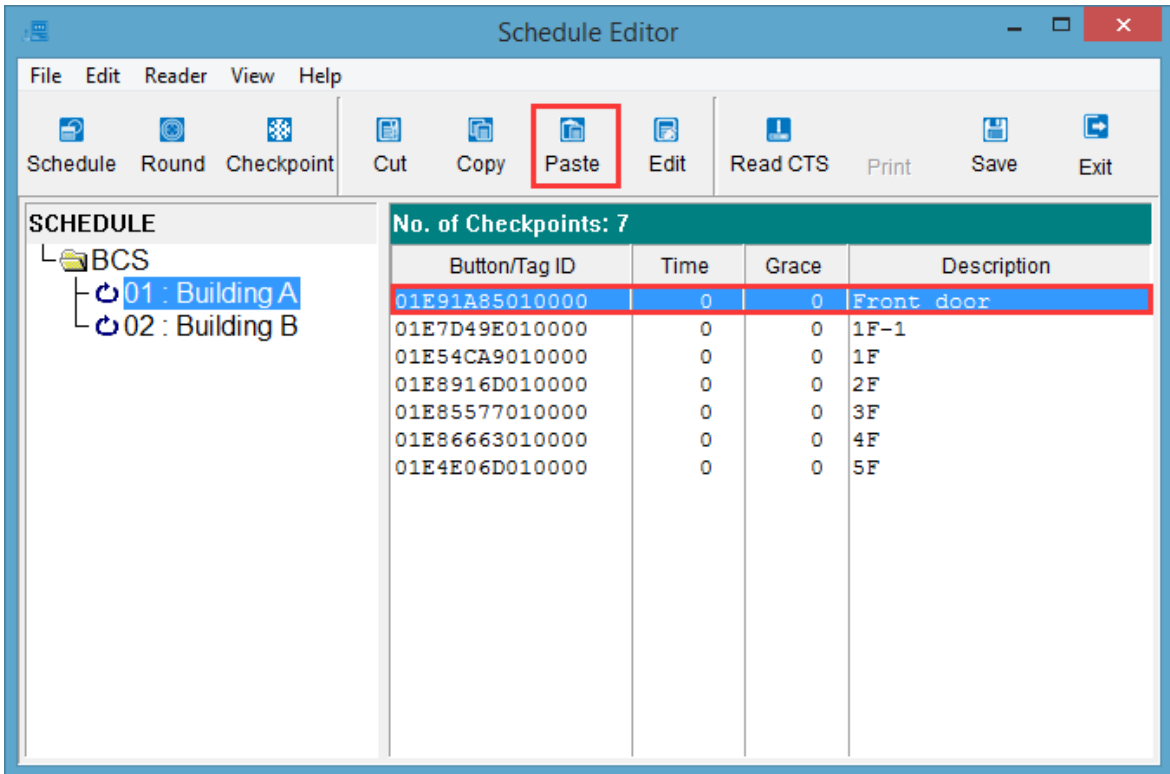 Schedule Editor
File Edit Reader View Help
Schedule Round Checkpoint Cut Copy Paste Edit Read CTS Print Save Exit
SCHEDULE
BCS
01 : Building A
02 : Building B
No. of Checkpoints: 7
Button/Tag ID Time Grace Description
01E91A85010000 0 0 Front door
01E7D49E010000 0 0 1F-1
01E54CA9010000 0 0 1F
01E8916D010000 0 0 2F
01E85577010000 0 0 3F
01E86663010000 0 0 4F
01E4E06D010000 0 0 5F